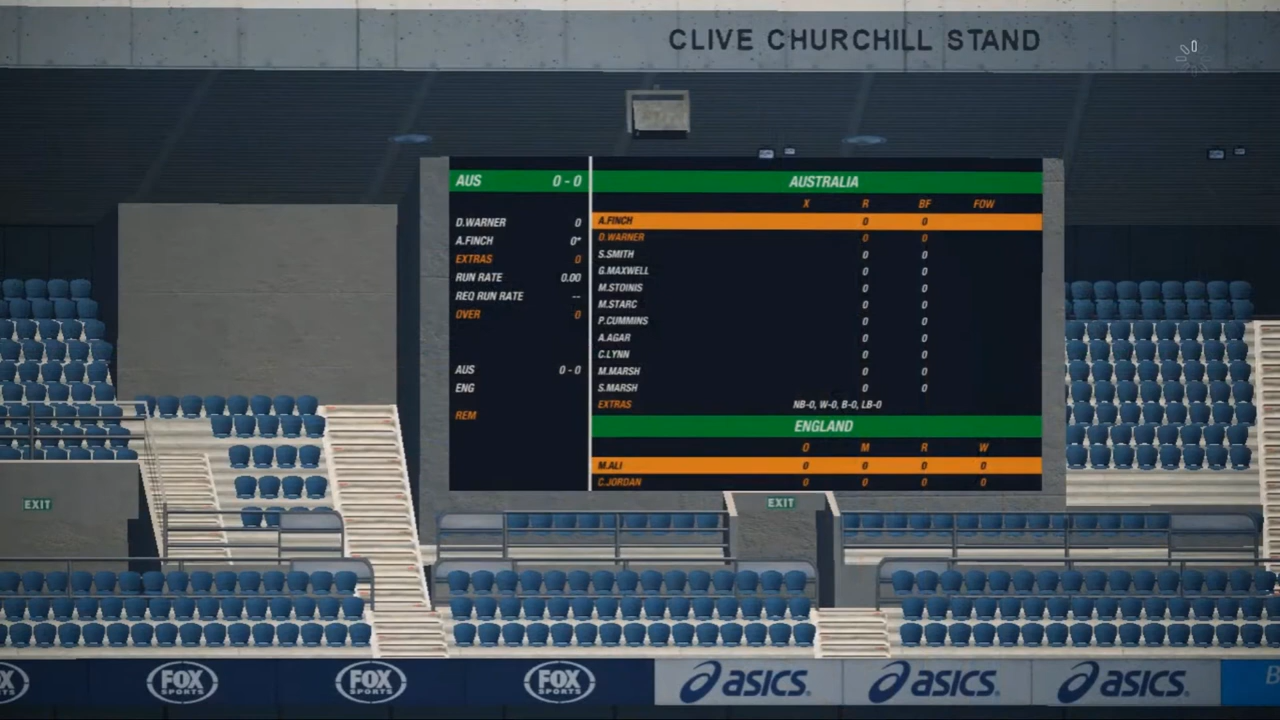 CLIVE CHURCHILL STAND
AUS 0 - 0
D.WARNER 0
A.FINCH 0*
EXTRAS 0
RUN RATE 0.00
REQ RUN RATE --
OVER 0
AUS 0 - 0
ENG
REM
AUSTRALIA
X R BF FOW
A.FINCH 0 0
D.WARNER 0 0
S.SMITH 0 0
G.MAXWELL 0 0
M.STOINIS 0 0
M.STARC 0 0
P.CUMMINS 0 0
A.AGAR 0 0
C.LYNN 0 0
M.MARSH 0 0
S.MARSH 0 0
EXTRAS NB-0, W-0, B-0, LB-0
ENGLAND
O M R W
M.ALI 0 0 0 0
C.JORDAN 0 0 0 0
EXIT
EXIT
FOX SPORTS
FOX SPORTS
FOX SPORTS
asics
asics
asics